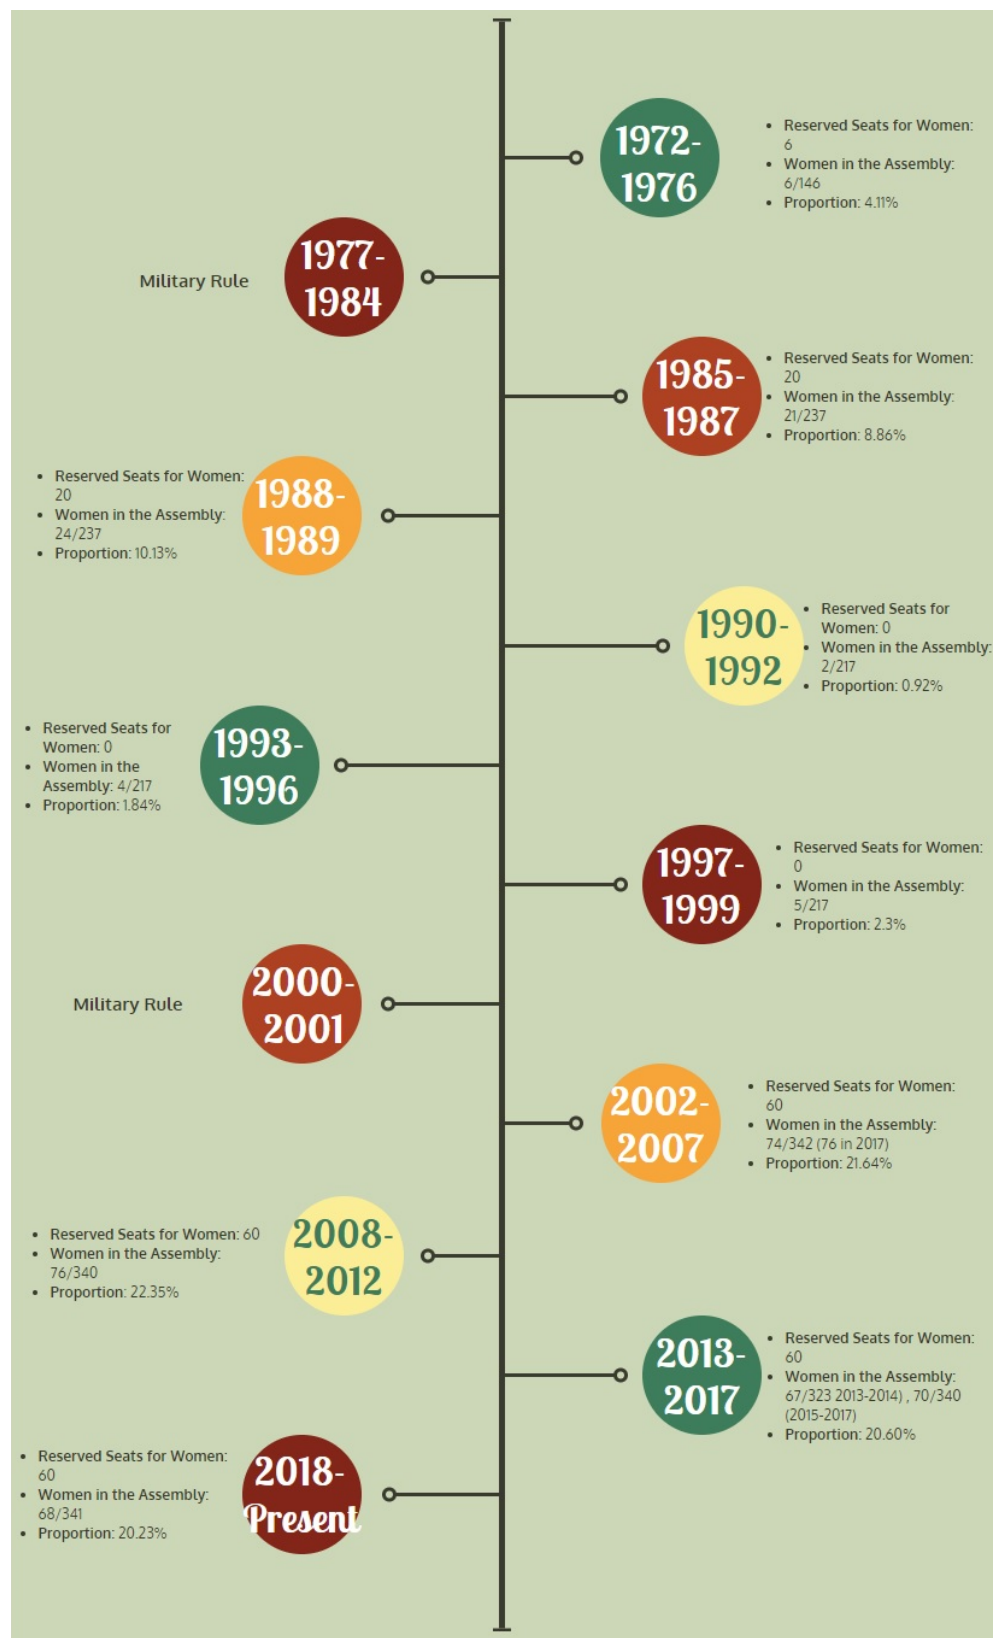 1972-
1976
• Reserved Seats for Women:
6
• Women in the Assembly:
6/146
• Proportion: 4.11%
Military Rule
1977-
1984
1985-
1987
• Reserved Seats for Women:
20
• Women in the Assembly:
21/237
• Proportion: 8.86%
• Reserved Seats for Women:
20
• Women in the Assembly:
24/237
• Proportion: 10.13%
1988-
1989
1990-
1992
• Reserved Seats for
Women: 0
• Women in the Assembly:
2/217
• Proportion: 0.92%
• Reserved Seats for
Women: 0
• Women in the
Assembly: 4/217
• Proportion: 1.84%
1993-
1996
1997-
1999
• Reserved Seats for Women:
0
• Women in the Assembly:
5/217
• Proportion: 2.3%
Military Rule
2000-
2001
2002-
2007
• Reserved Seats for Women:
60
• Women in the Assembly:
74/342 (76 in 2017)
• Proportion: 21.64%
• Reserved Seats for Women: 60
• Women in the Assembly:
76/340
• Proportion: 22.35%
2008-
2012
2013-
2017
• Reserved Seats for Women:
60
• Women in the Assembly:
67/323 2013-2014) , 70/340
(2015-2017)
• Proportion: 20.60%
• Reserved Seats for Women:
60
• Women in the Assembly:
68/341
• Proportion: 20.23%
2018-
Present